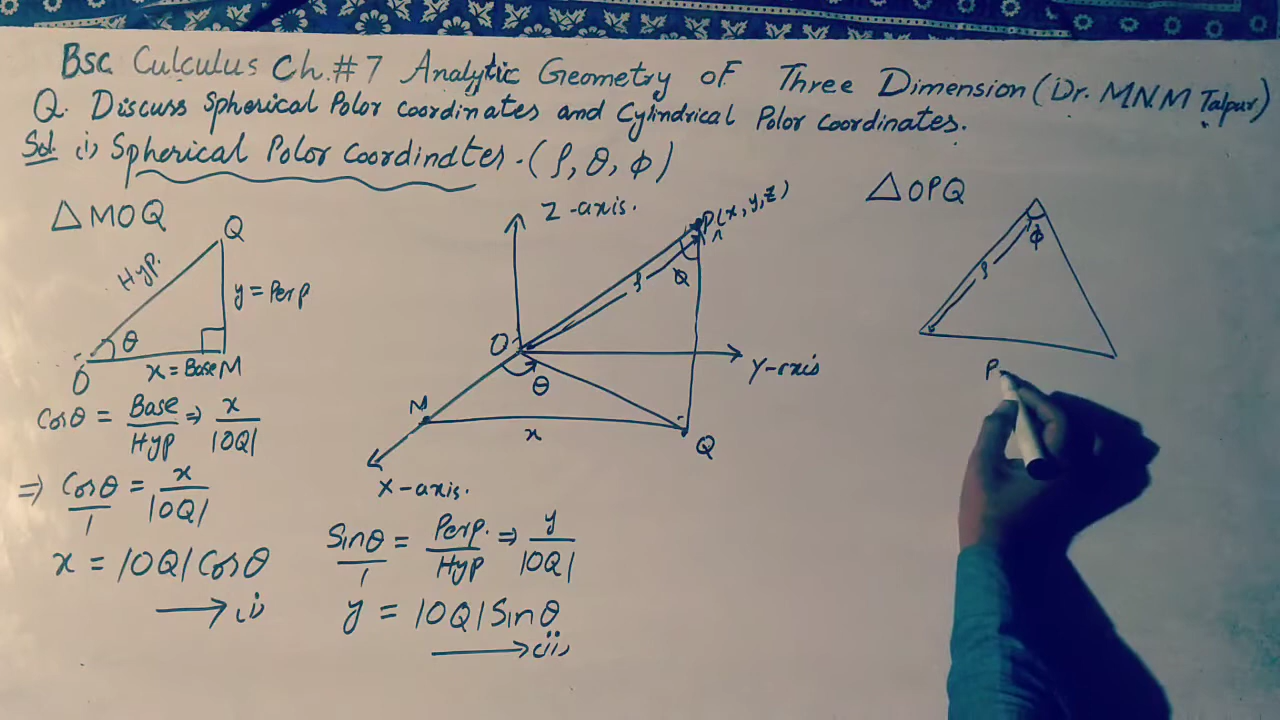 Bsc Culculus Ch.#7 Analytic Geometry of Three Dimension (Dr. M.N.M Talpur)
Q. Discuss Spherical Polor coordinates and Cylindrical Polor coordinates.
Sol. (i) Spherical Polor Coordinates. (ρ, θ, ϕ)
△MOQ
Q
Hyp.
y = Perp
θ
O
x = Base M
Cosθ = Base/Hyp ⇒ x/|OQ|
⇒ Cosθ/1 = x/|OQ|
x = |OQ| Cosθ
⟶ (i)
Z-axis.
P(x, y, z)
ρ
ϕ
O
Y-axis
θ
M
x
Q
X-axis.
Sinθ/1 = Perp./Hyp ⇒ y/|OQ|
y = |OQ| Sinθ
⟶ (ii)
△OPQ
ϕ
ρ
P